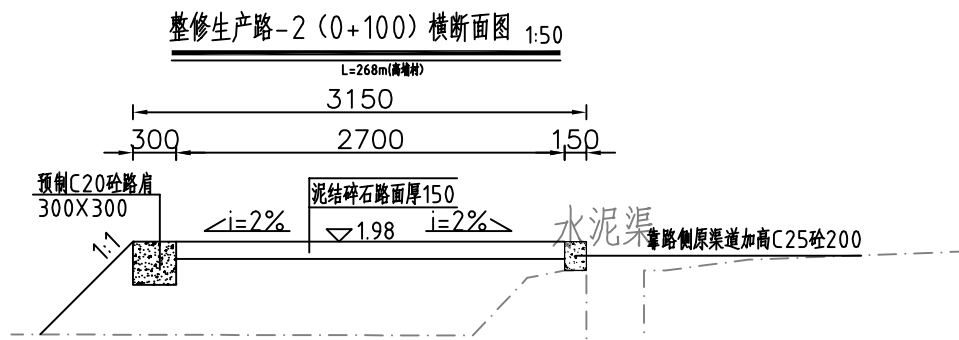 整修生产路-2（0+100）横断面图 1:50
L=268m(高埔村)
3150
300 2700 150
预制C20砼路肩
300X300
泥结碎石路面厚150
i=2% i=2%
1.98
1:1
水泥渠
靠路侧原渠道加高C25砼200